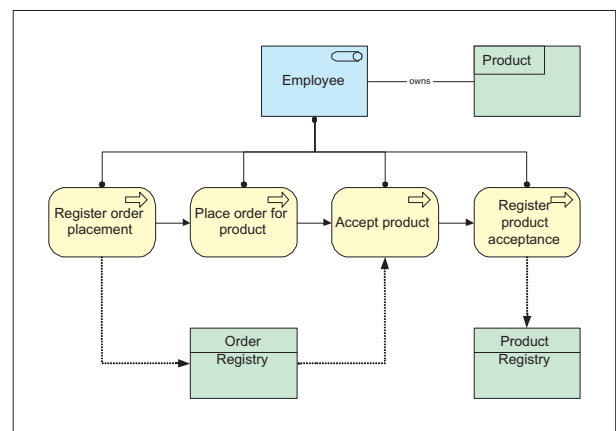 Employee
owns
Product
Register order
placement
Place order for
product
Accept product
Register
product
acceptance
Order
Registry
Product
Registry